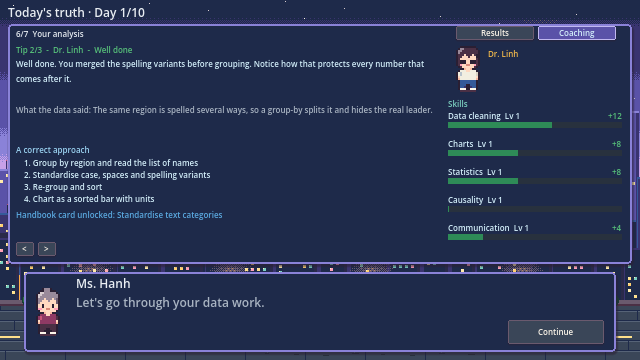 Today's truth · Day 1/10
6/7 Your analysis
Results
Coaching
Tip 2/3 - Dr. Linh - Well done
Well done. You merged the spelling variants before grouping. Notice how that protects every number that
comes after it.
What the data said: The same region is spelled several ways, so a group-by splits it and hides the real leader.
A correct approach
1. Group by region and read the list of names
2. Standardise case, spaces and spelling variants
3. Re-group and sort
4. Chart as a sorted bar with units
Handbook card unlocked: Standardise text categories
< >
Dr. Linh
Skills
Data cleaning Lv 1 +12
Charts Lv 1 +8
Statistics Lv 1 +8
Causality Lv 1
Communication Lv 1 +4
Ms. Hanh
Let's go through your data work.
Continue